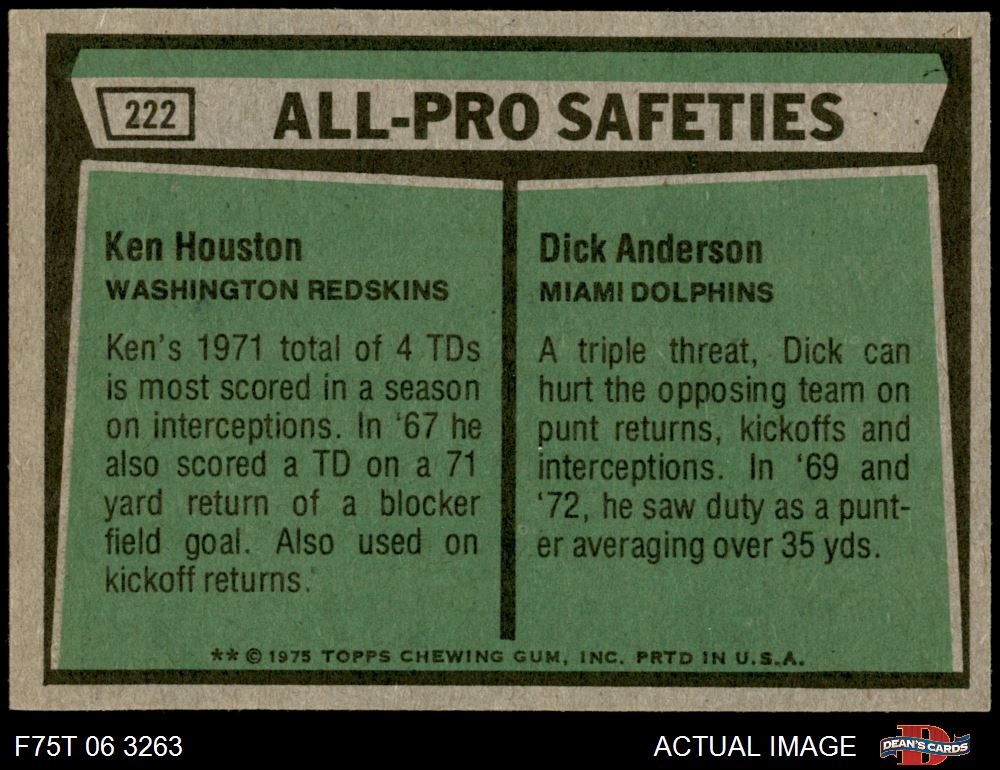 222 ALL-PRO SAFETIES
Ken Houston
WASHINGTON REDSKINS
Ken's 1971 total of 4 TDs
is most scored in a season
on interceptions. In '67 he
also scored a TD on a 71
yard return of a blocker
field goal. Also used on
kickoff returns.
Dick Anderson
MIAMI DOLPHINS
A triple threat, Dick can
hurt the opposing team on
punt returns, kickoffs and
interceptions. In '69 and
'72, he saw duty as a punt-
er averaging over 35 yds.
** © 1975 TOPPS CHEWING GUM, INC. PRTD IN U.S.A.
F75T 06 3263
ACTUAL IMAGE
D
DEAN'S CARDS